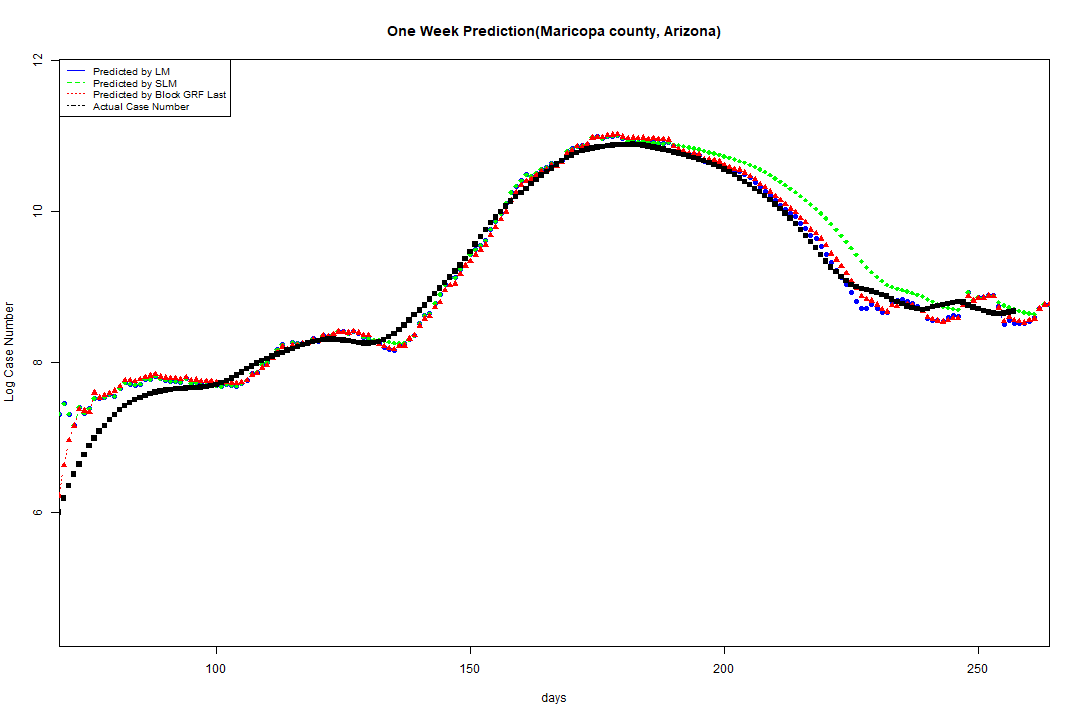 One Week Prediction(Maricopa county, Arizona)
Predicted by LM
Predicted by SLM
Predicted by Block GRF Last
Actual Case Number
12
10
8
6
Log Case Number
100
150
200
250
days